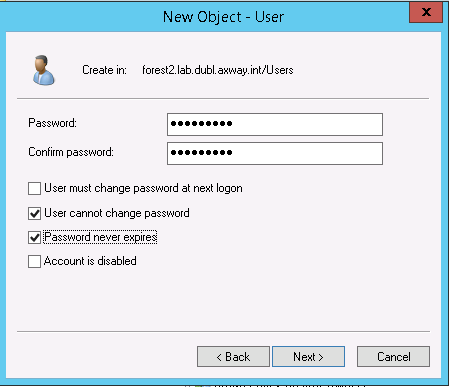 New Object - User
x
Create in: forest2.lab.dubl.axway.int/Users
Password: •••••••••
Confirm password: •••••••••
User must change password at next logon
User cannot change password
Password never expires
Account is disabled
< Back Next > Cancel